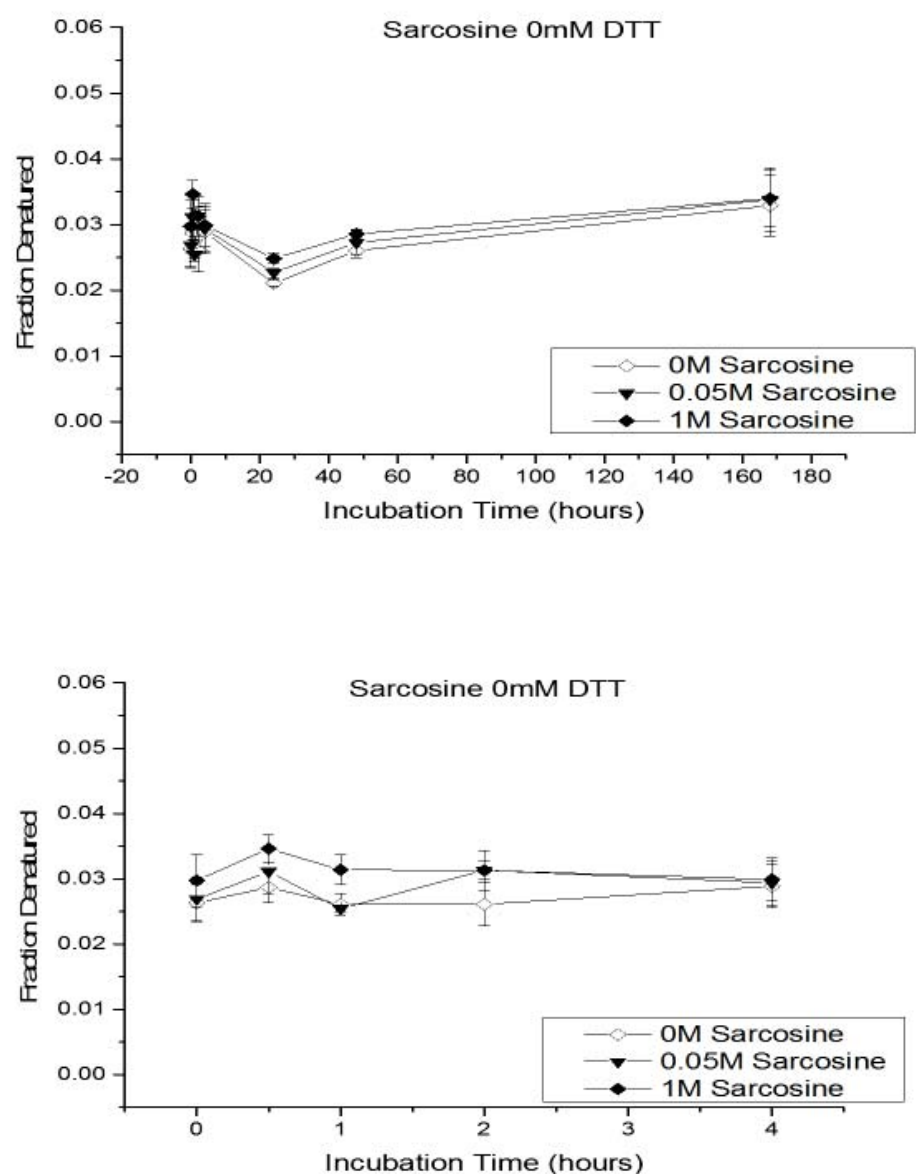 Sarcosine 0mM DTT
0.06
0.05
0.04
0.03
0.02
0.01
0.00
Fraction Denatured
0M Sarcosine
0.05M Sarcosine
1M Sarcosine
-20 0 20 40 60 80 100 120 140 160 180
Incubation Time (hours)
Sarcosine 0mM DTT
0.06
0.05
0.04
0.03
0.02
0.01
0.00
Fraction Denatured
0M Sarcosine
0.05M Sarcosine
1M Sarcosine
0 1 2 3 4
Incubation Time (hours)